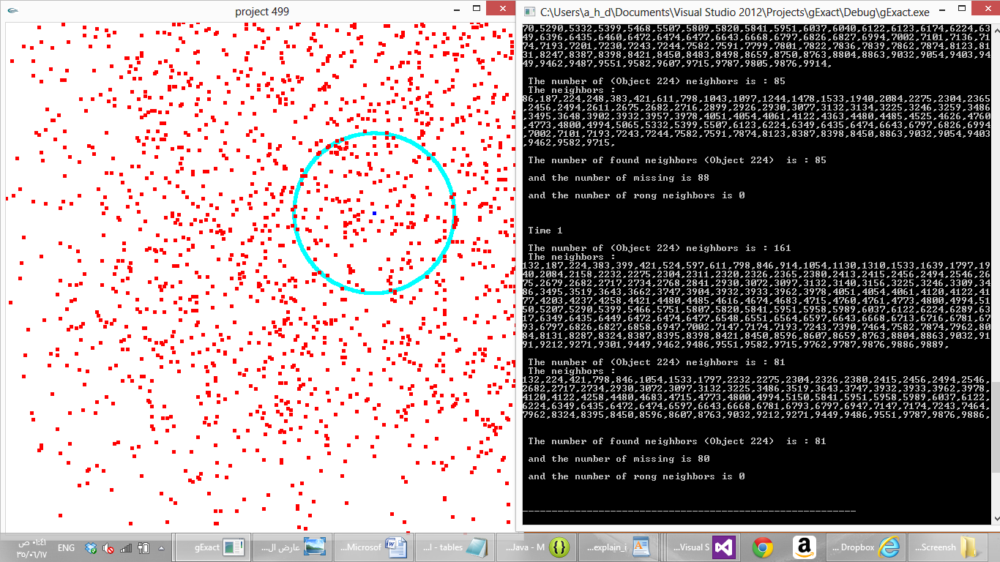 project 499
C:\Users\a_h_d\Documents\Visual Studio 2012\Projects\gExact\Debug\gExact.exe
70,5290,5332,5399,5468,5507,5809,5820,5841,5951,6037,6040,6122,6123,6174,6224,63
49,6396,6435,6460,6472,6474,6477,6643,6668,6797,6826,6827,6994,7002,7101,7136,71
74,7193,7201,7230,7243,7244,7582,7591,7799,7801,7822,7836,7839,7862,7874,8123,81
31,8247,8387,8398,8421,8450,8483,8498,8659,8750,8763,8804,8863,9032,9054,9403,94
49,9462,9487,9551,9582,9607,9715,9787,9805,9876,9914,
The number of (Object 224) neighbors is : 85
The neighbors :
86,187,224,248,383,421,611,798,1043,1097,1244,1478,1533,1940,2084,2275,2304,2365
,2456,2494,2611,2675,2682,2716,2899,2926,2930,3077,3132,3134,3225,3246,3259,3486
,3495,3648,3902,3932,3957,3978,4051,4054,4061,4122,4363,4480,4485,4525,4626,4760
,4773,4800,4994,5065,5332,5399,5507,6123,6224,6349,6435,6474,6643,6797,6826,6994
,7002,7101,7193,7243,7244,7582,7591,7874,8123,8387,8398,8450,8863,9032,9054,9403
,9462,9582,9715,
The number of found neighbors (Object 224)  is : 85
and the number of missing is 88
and the number of rong neighbors is 0
Time 1
The number of (Object 224) neighbors is : 161
The neighbors :
132,187,224,383,399,421,524,597,611,798,846,914,1054,1130,1310,1533,1639,1797,19
40,2084,2158,2232,2275,2304,2311,2320,2326,2365,2380,2413,2415,2456,2494,2546,26
75,2679,2682,2717,2734,2768,2841,2930,3072,3097,3132,3140,3156,3225,3246,3309,34
86,3495,3519,3643,3662,3747,3904,3932,3933,3962,3978,4051,4054,4061,4120,4122,41
77,4203,4237,4258,4421,4480,4485,4616,4674,4683,4715,4760,4761,4773,4800,4994,51
50,5207,5290,5399,5466,5751,5807,5820,5841,5951,5958,5989,6037,6122,6224,6289,63
17,6349,6435,6449,6472,6474,6477,6548,6551,6564,6597,6643,6668,6713,6716,6781,67
93,6797,6826,6827,6858,6947,7002,7147,7174,7193,7243,7390,7464,7582,7874,7962,80
84,8131,8287,8324,8387,8395,8398,8421,8450,8596,8607,8659,8763,8804,8863,9032,91
91,9212,9271,9301,9449,9462,9486,9551,9582,9715,9762,9787,9876,9886,9889,
The number of (Object 224) neighbors is : 81
The neighbors :
132,224,421,798,846,1054,1533,1797,2232,2275,2304,2326,2380,2415,2456,2494,2546,
2682,2717,2734,2930,3072,3097,3132,3225,3486,3519,3643,3747,3932,3933,3962,3978,
4120,4122,4258,4480,4683,4715,4773,4800,4994,5150,5841,5951,5958,5989,6037,6122,
6224,6349,6435,6472,6474,6597,6643,6668,6781,6793,6797,6947,7147,7174,7243,7464,
7962,8324,8395,8450,8596,8607,8763,9032,9212,9271,9449,9486,9551,9787,9876,9886,
The number of found neighbors (Object 224)  is : 81
and the number of missing is 80
and the number of rong neighbors is 0
٠١:٤١ ص
٣٥/٠٦/١٧
ENG
gExact
...عارض ال
...Microsof
...ا - tables
...Java - M
...explain_i
...Visual S
... Dropbox
...Screensh